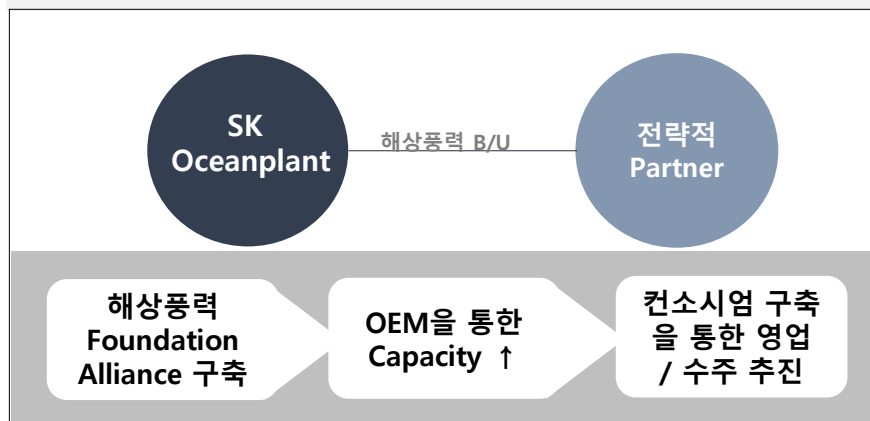 SK
Oceanplant
해상풍력 B/U
전략적
Partner
해상풍력
Foundation
Alliance 구축
OEM을 통한
Capacity ↑
컨소시엄 구축
을 통한 영업
/ 수주 추진